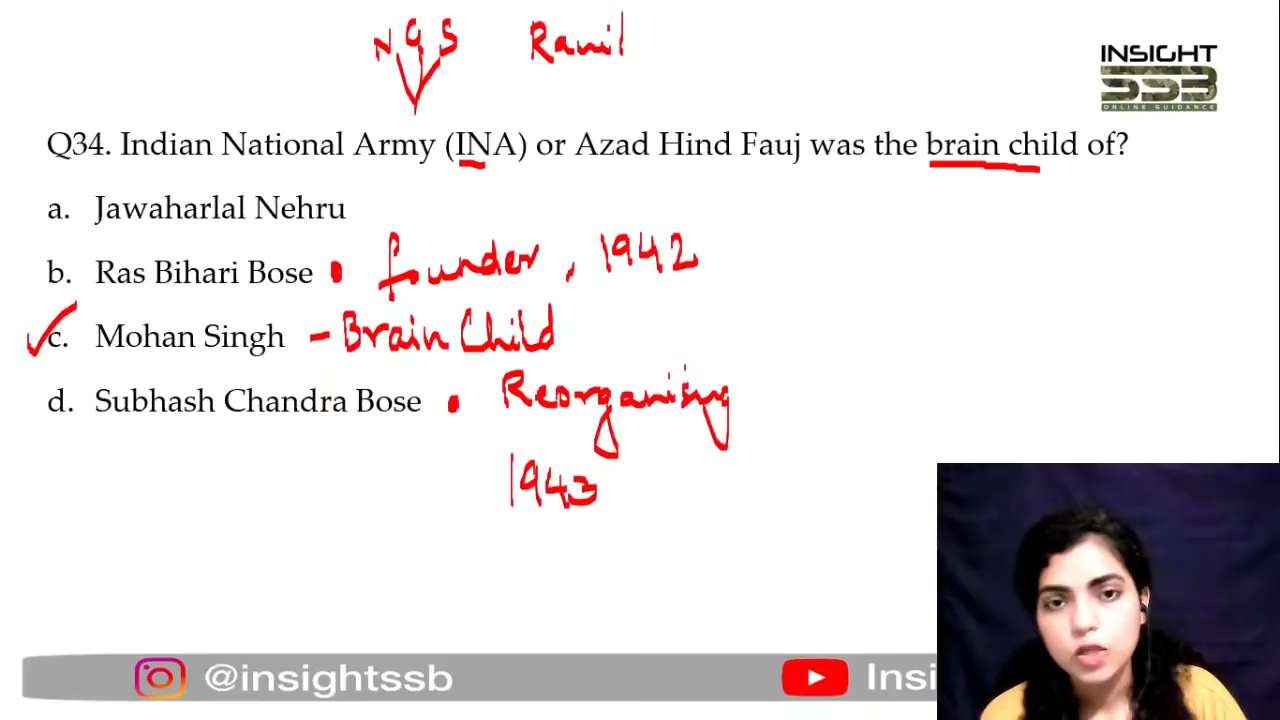 NGS Ramil
INSIGHT
SSB
ONLINE GUIDANCE
Q34. Indian National Army (INA) or Azad Hind Fauj was the brain child of?
a. Jawaharlal Nehru
b. Ras Bihari Bose • founder, 1942
c. Mohan Singh - Brain Child
d. Subhash Chandra Bose • Reorganising
1943
@insightssb Insi